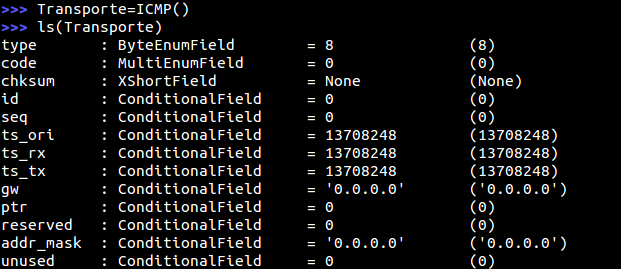 >>> Transporte=ICMP()
>>> ls(Transporte)
type       : ByteEnumField        = 8               (8)
code       : MultiEnumField       = 0               (0)
chksum     : XShortField          = None            (None)
id         : ConditionalField     = 0               (0)
seq        : ConditionalField     = 0               (0)
ts_ori     : ConditionalField     = 13708248        (13708248)
ts_rx      : ConditionalField     = 13708248        (13708248)
ts_tx      : ConditionalField     = 13708248        (13708248)
gw         : ConditionalField     = '0.0.0.0'       ('0.0.0.0')
ptr        : ConditionalField     = 0               (0)
reserved   : ConditionalField     = 0               (0)
addr_mask  : ConditionalField     = '0.0.0.0'       ('0.0.0.0')
unused     : ConditionalField     = 0               (0)